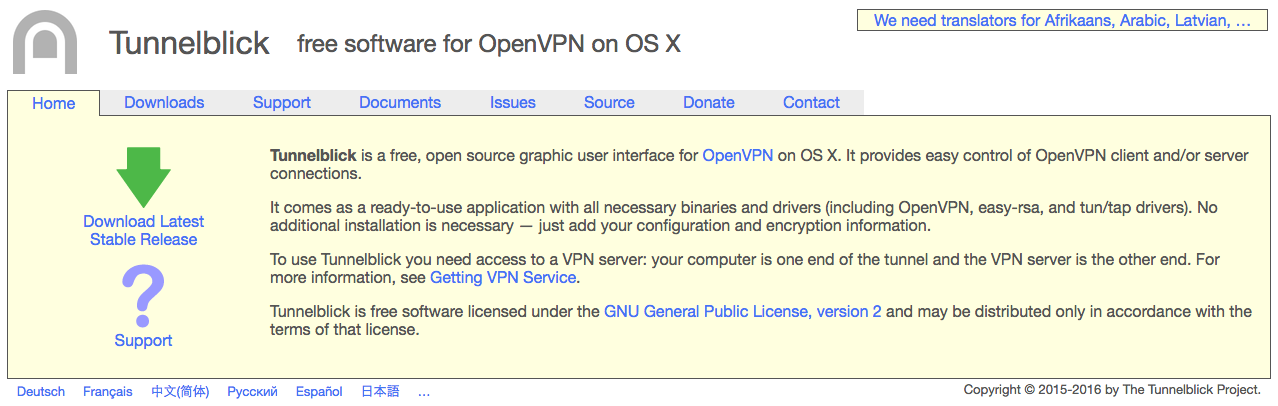 We need translators for Afrikaans, Arabic, Latvian, …
Tunnelblick free software for OpenVPN on OS X
Home Downloads Support Documents Issues Source Donate Contact
Download Latest
Stable Release
Support
Tunnelblick is a free, open source graphic user interface for OpenVPN on OS X. It provides easy control of OpenVPN client and/or server
connections.
It comes as a ready-to-use application with all necessary binaries and drivers (including OpenVPN, easy-rsa, and tun/tap drivers). No
additional installation is necessary — just add your configuration and encryption information.
To use Tunnelblick you need access to a VPN server: your computer is one end of the tunnel and the VPN server is the other end. For
more information, see Getting VPN Service.
Tunnelblick is free software licensed under the GNU General Public License, version 2 and may be distributed only in accordance with the
terms of that license.
Deutsch Français 中文(简体) Русский Español 日本語 …
Copyright © 2015-2016 by The Tunnelblick Project.